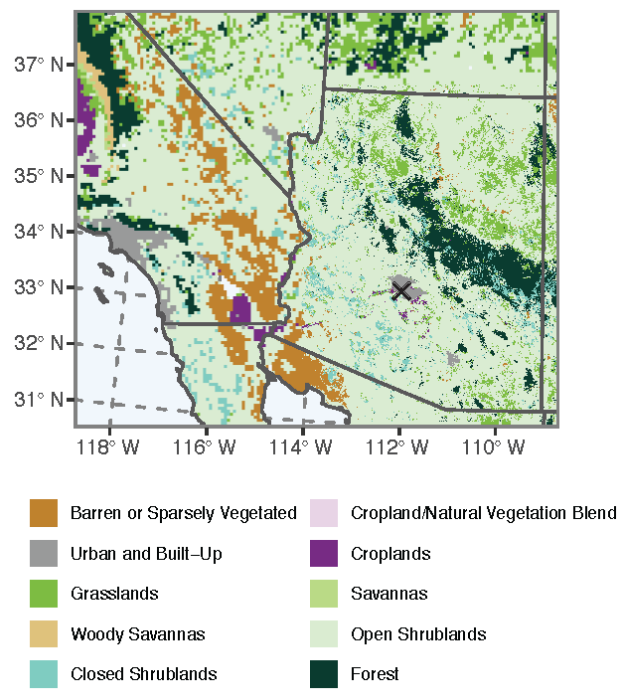 37° N
36° N
35° N
34° N
33° N
32° N
31° N
118° W
116° W
114° W
112° W
110° W
Barren or Sparsely Vegetated
Cropland/Natural Vegetation Blend
Urban and Built–Up
Croplands
Grasslands
Savannas
Woody Savannas
Open Shrublands
Closed Shrublands
Forest